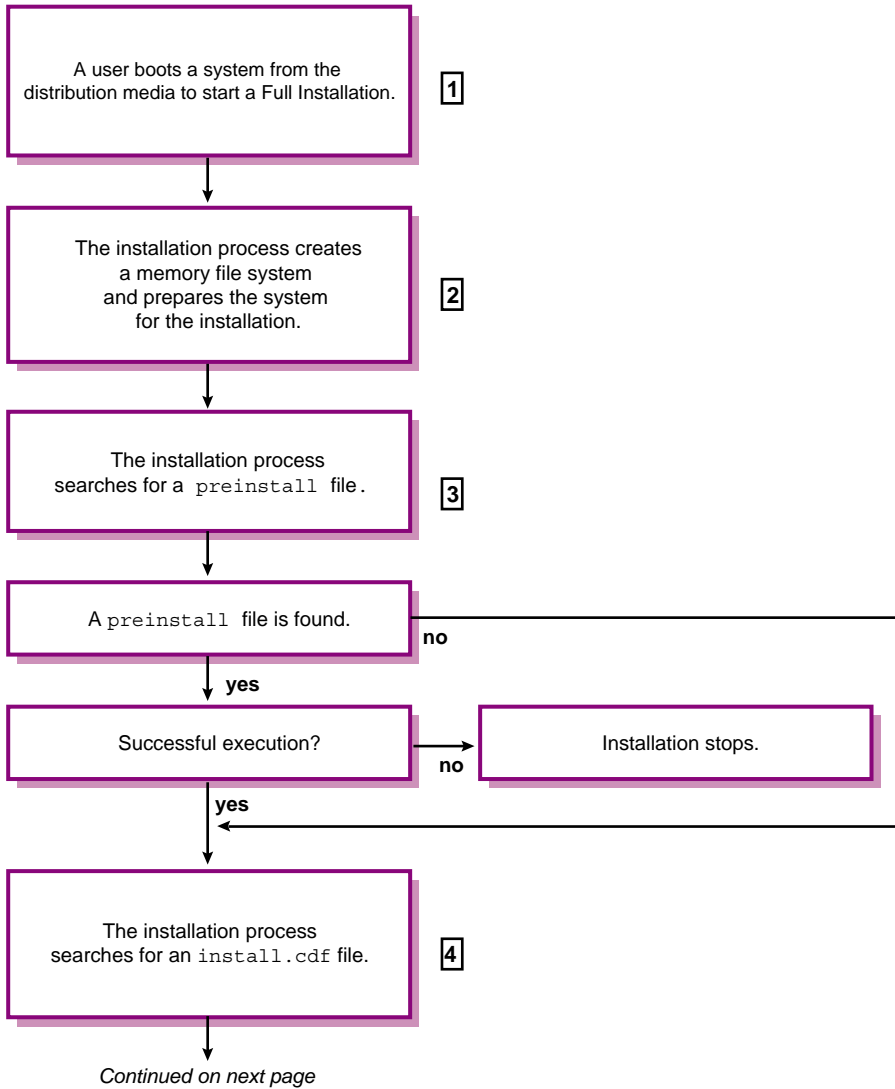 A user boots a system from the
distribution media to start a Full Installation.
1
The installation process creates
a memory file system
and prepares the system
for the installation.
2
The installation process
searches for a preinstall file.
3
A preinstall file is found.
no
yes
Successful execution?
no
Installation stops.
yes
The installation process
searches for an install.cdf file.
4
Continued on next page